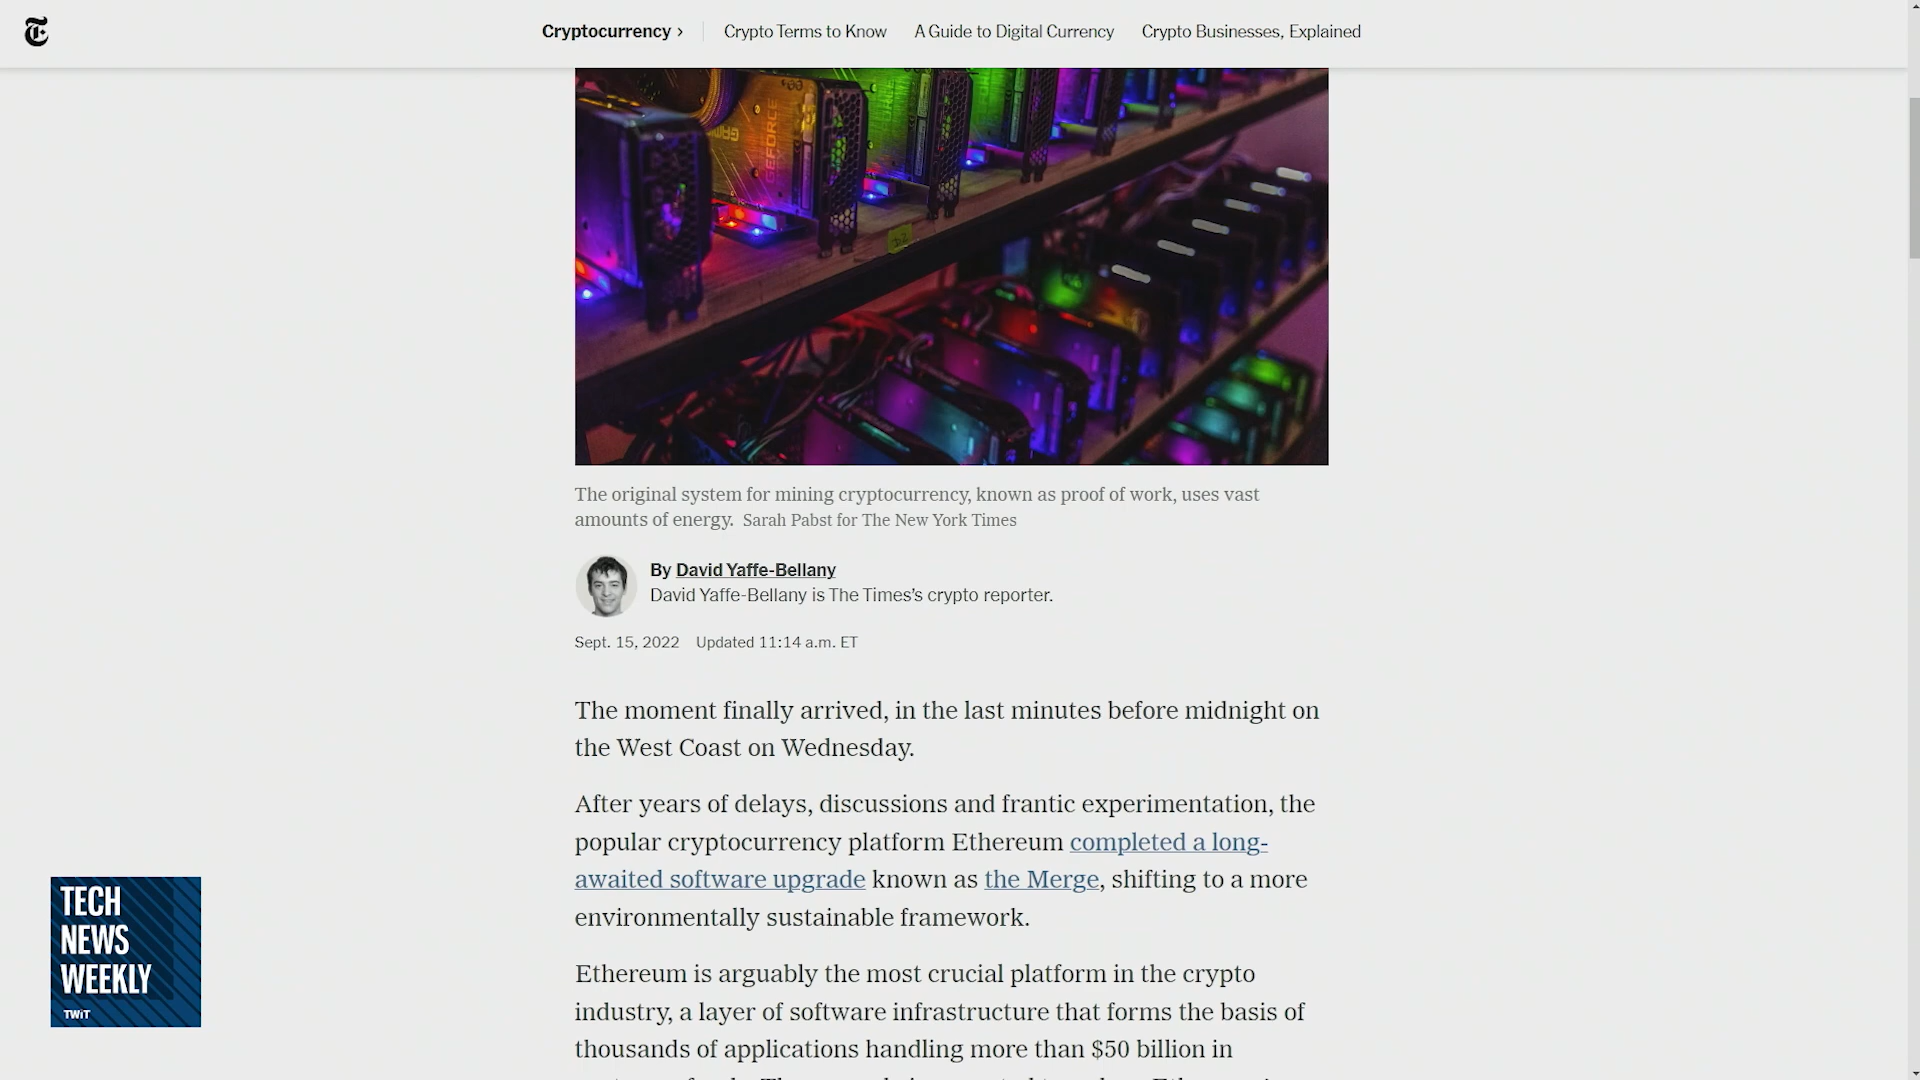 Cryptocurrency › Crypto Terms to Know A Guide to Digital Currency Crypto Businesses, Explained
GEFORCE
The original system for mining cryptocurrency, known as proof of work, uses vast
amounts of energy. Sarah Pabst for The New York Times
By David Yaffe-Bellany
David Yaffe-Bellany is The Times’s crypto reporter.
Sept. 15, 2022 Updated 11:14 a.m. ET
The moment finally arrived, in the last minutes before midnight on
the West Coast on Wednesday.
After years of delays, discussions and frantic experimentation, the
popular cryptocurrency platform Ethereum completed a long-
awaited software upgrade known as the Merge, shifting to a more
environmentally sustainable framework.
Ethereum is arguably the most crucial platform in the crypto
industry, a layer of software infrastructure that forms the basis of
thousands of applications handling more than $50 billion in
TECH
NEWS
WEEKLY
TWiT